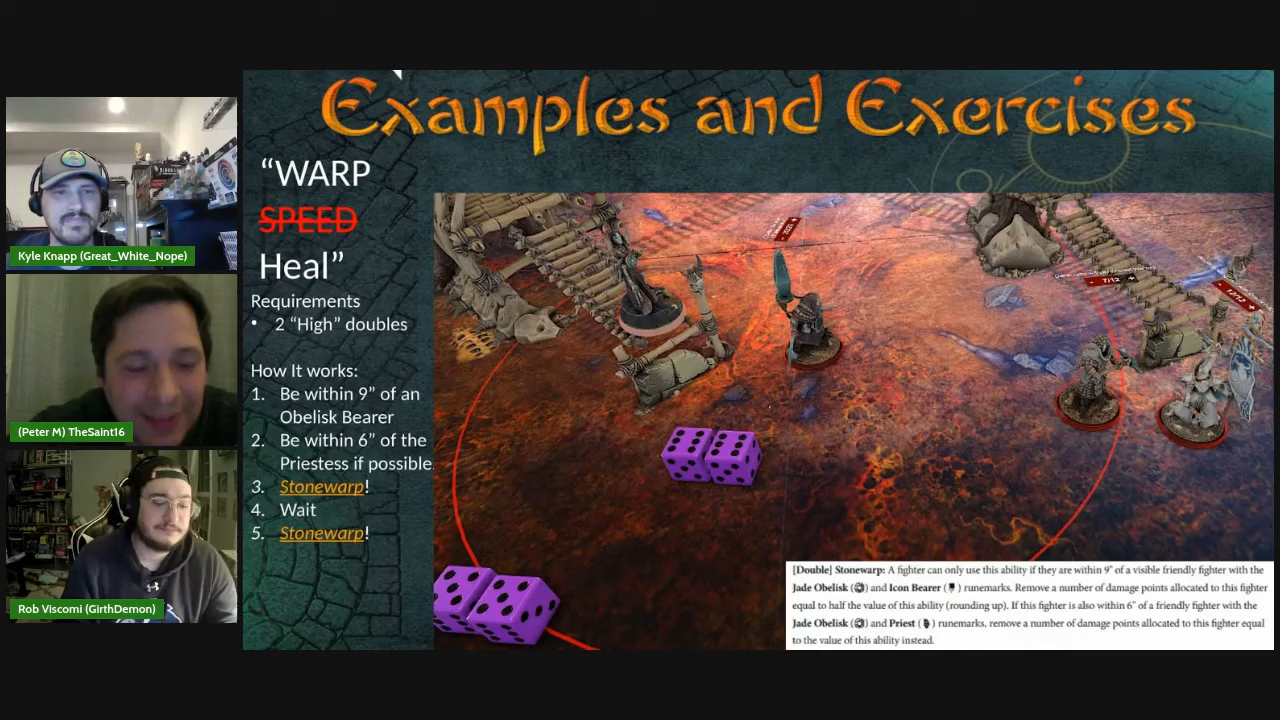 Examples and Exercises
“WARP
SPEED
Heal”
Requirements
• 2 “High” doubles
How It works:
1. Be within 9” of an
Obelisk Bearer
2. Be within 6” of the
Priestess if possible
3. Stonewarp!
4. Wait
5. Stonewarp!
Kyle Knapp (Great_White_Nope)
(Peter M) TheSaint16
Rob Viscomi (GirthDemon)
- 7/12 +
12/12 +
[Double] Stonewarp: A fighter can only use this ability if they are within 9" of a visible friendly fighter with the
Jade Obelisk ( ) and Icon Bearer ( ) runemarks. Remove a number of damage points allocated to this fighter
equal to half the value of this ability (rounding up). If this fighter is also within 6" of a friendly fighter with the
Jade Obelisk ( ) and Priest ( ) runemarks, remove a number of damage points allocated to this fighter equal
to the value of this ability instead.